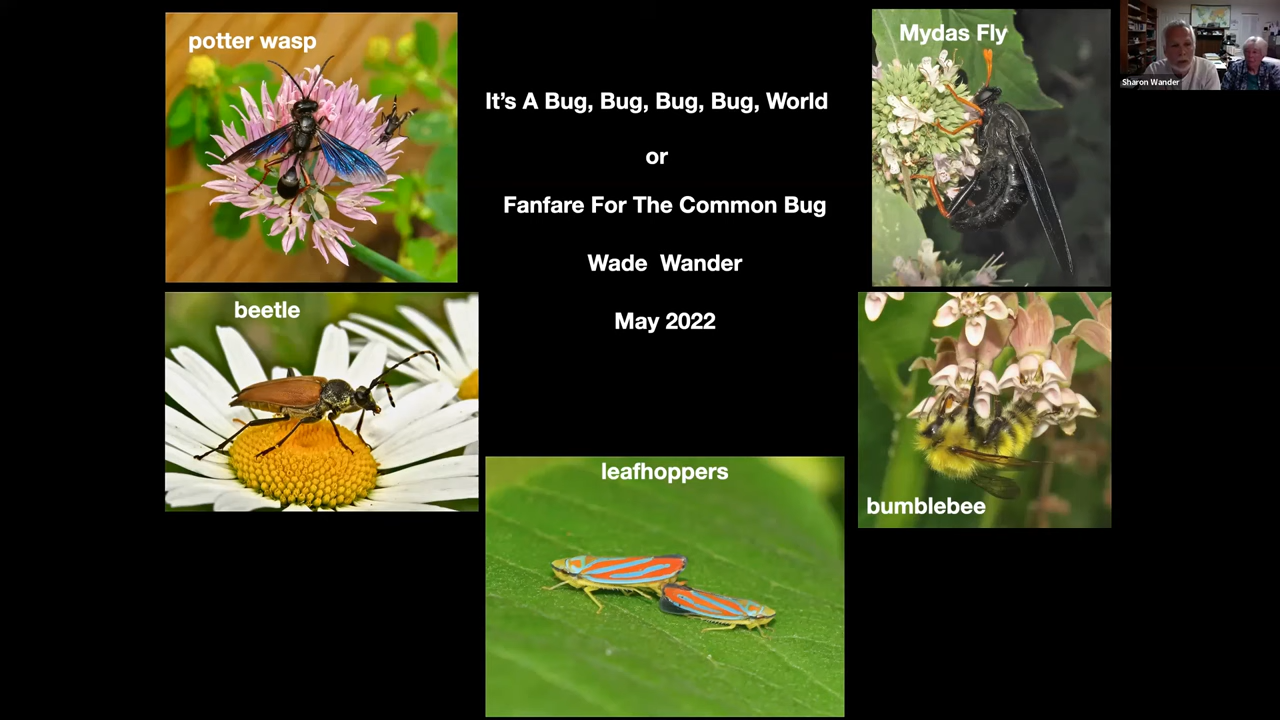 potter wasp
It's A Bug, Bug, Bug, Bug, World
or
Fanfare For The Common Bug
Wade Wander
May 2022
Mydas Fly
Sharon Wander
beetle
leafhoppers
bumblebee